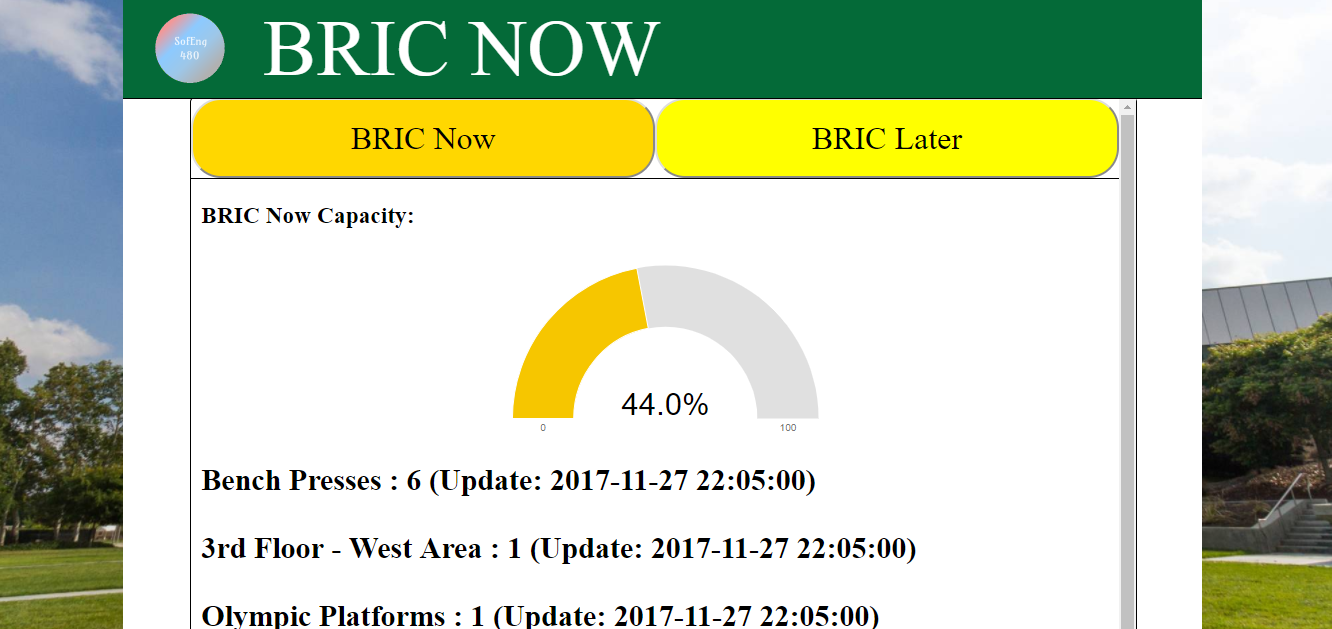 SofEng
480
BRIC NOW
BRIC Now
BRIC Later
BRIC Now Capacity:
44.0%
0
100
Bench Presses : 6 (Update: 2017-11-27 22:05:00)
3rd Floor - West Area : 1 (Update: 2017-11-27 22:05:00)
Olympic Platforms : 1 (Update: 2017-11-27 22:05:00)